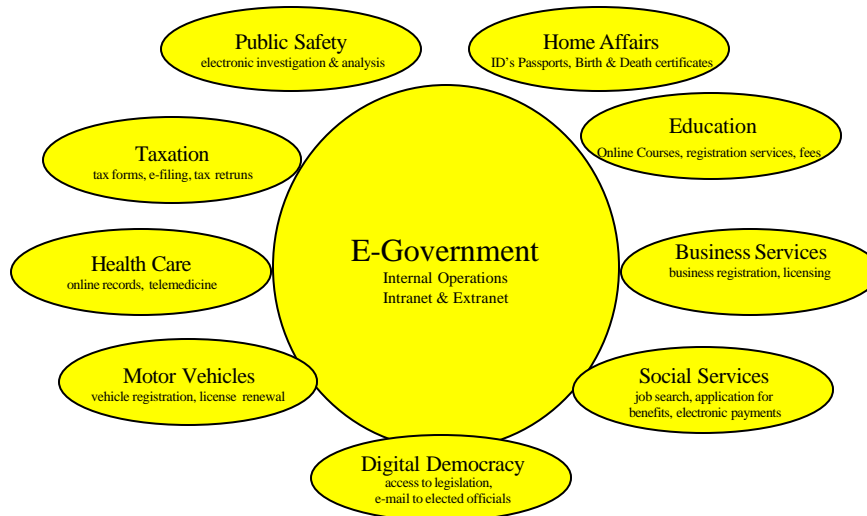 Public Safety
electronic investigation & analysis
Home Affairs
ID's Passports, Birth & Death certificates
Education
Online Courses, registration services, fees
Taxation
tax forms, e-filing, tax retruns
E-Government
Internal Operations
Intranet & Extranet
Business Services
business registration, licensing
Health Care
online records, telemedicine
Motor Vehicles
vehicle registration, license renewal
Social Services
job search, application for
benefits, electronic payments
Digital Democracy
access to legislation,
e-mail to elected officials